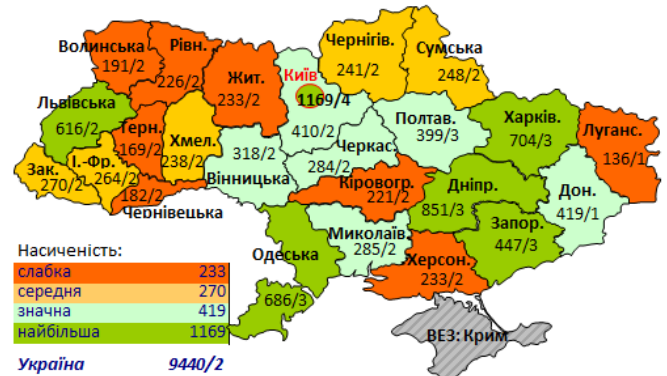 Чернігів.
241/2
Сумська
248/2
Волинська
191/2
Рівн.
226/2
Жит.
233/2
Київ
1169/4
410/2
Львівська
616/2
Терн.
169/2
Хмел.
238/2
318/2
Вінницька
Черкас.
284/2
Полтав.
399/3
Харків.
704/3
Луганс.
136/1
Зак.
270/2
І.-Фр.
264/2
182/2
Чернівецька
Кіровогр.
221/2
Дніпр.
851/3
Дон.
419/1
Запор.
447/3
Миколаїв.
285/2
Одеська
686/3
Херсон.
233/2
ВЕЗ: Крим
Насиченість:
слабка 233
середня 270
значна 419
найбільша 1169
Україна 9440/2